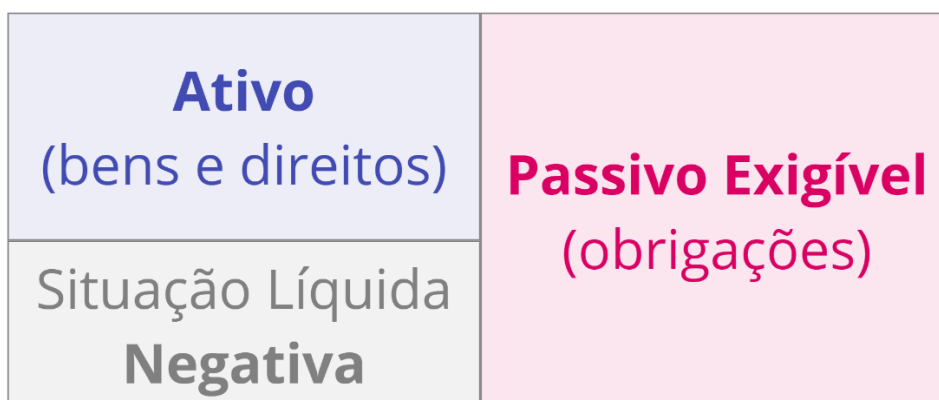 Ativo
(bens e direitos)
Situação Líquida
Negativa
Passivo Exigível
(obrigações)